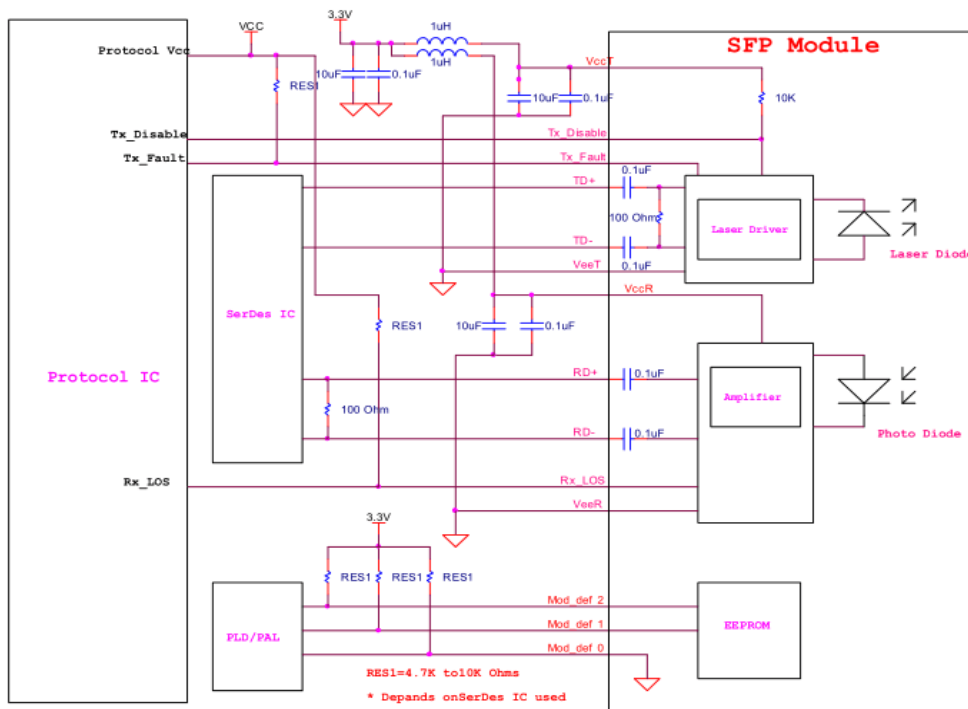 VCC
3.3V
1uH
1uH
SFP Module
Protocol Vcc
RES1
10uF
0.1uF
VccT
10uF
0.1uF
10K
Tx_Disable
Tx_Disable
Tx_Fault
Tx_Fault
0.1uF
TD+
100 Ohm
Laser Driver
TD-
0.1uF
Laser Diode
VeeT
VccR
SerDes IC
RES1
10uF
0.1uF
Protocol IC
RD+
0.1uF
Amplifier
100 Ohm
RD-
0.1uF
Photo Diode
Rx_LOS
Rx_LOS
VeeR
3.3V
RES1
RES1
RES1
Mod_def 2
PLD/PAL
Mod_def 1
EEPROM
Mod_def 0
RES1=4.7K to10K Ohms
* Depands onSerDes IC used